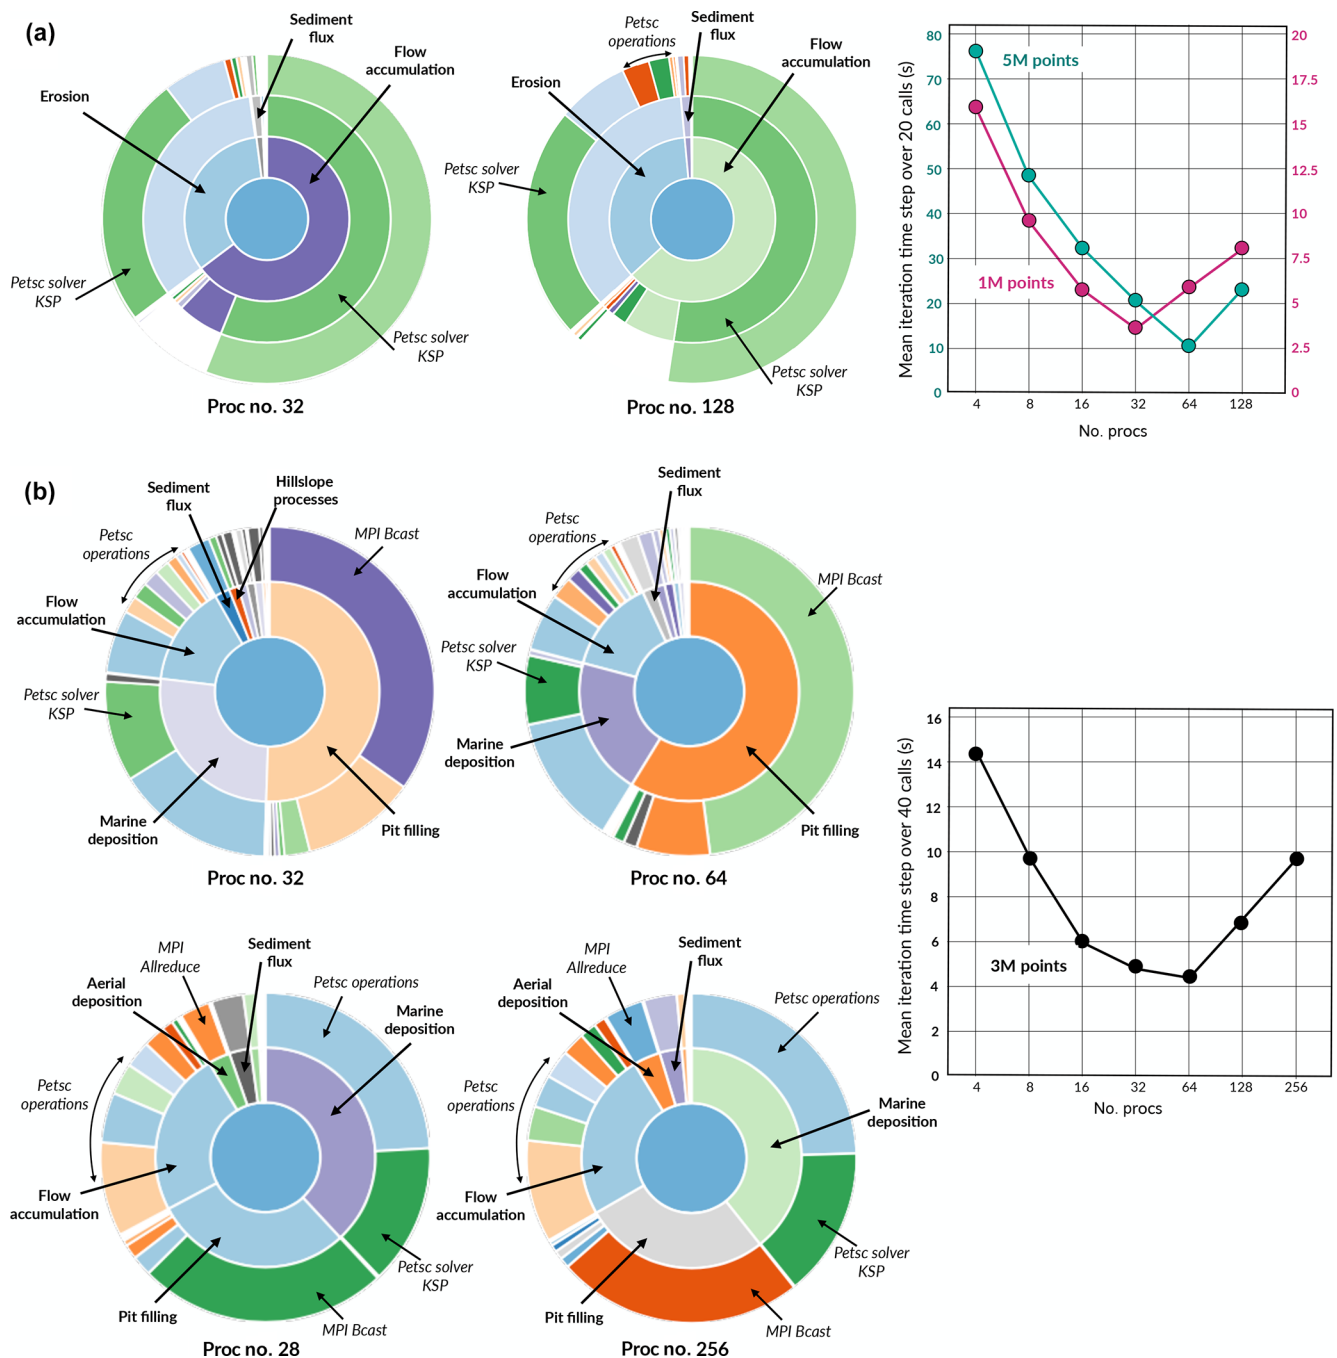 (a)
Sediment
flux
Flow
accumulation
Erosion
Petsc solver
KSP
Petsc solver
KSP
Proc no. 32
Petsc
operations
Sediment
flux
Flow
accumulation
Erosion
Petsc solver
KSP
Petsc solver
KSP
Proc no. 128
Mean iteration time step over 20 calls (s)
80
70
60
50
40
30
20
10
0
5M points
1M points
20
17.5
15
12.5
10
7.5
5
2.5
0
4 8 16 32 64 128
No. procs
(b)
Sediment
flux
Hillslope
processes
Petsc
operations
MPI Bcast
Flow
accumulation
Petsc solver
KSP
Marine
deposition
Pit filling
Proc no. 32
Sediment
flux
Petsc
operations
Flow
accumulation
MPI Bcast
Petsc solver
KSP
Marine
deposition
Pit filling
Proc no. 64
MPI
Allreduce
Sediment
flux
Aerial
deposition
Petsc operations
Marine
deposition
Petsc
operations
Flow
accumulation
Petsc solver
KSP
Pit filling
MPI Bcast
Proc no. 28
MPI
Allreduce
Sediment
flux
Aerial
deposition
Petsc operations
Petsc
operations
Marine
deposition
Flow
accumulation
Petsc solver
KSP
Pit filling
MPI Bcast
Proc no. 256
Mean iteration time step over 40 calls (s)
16
14
12
10
8
6
4
2
0
3M points
4 8 16 32 64 128 256
No. procs